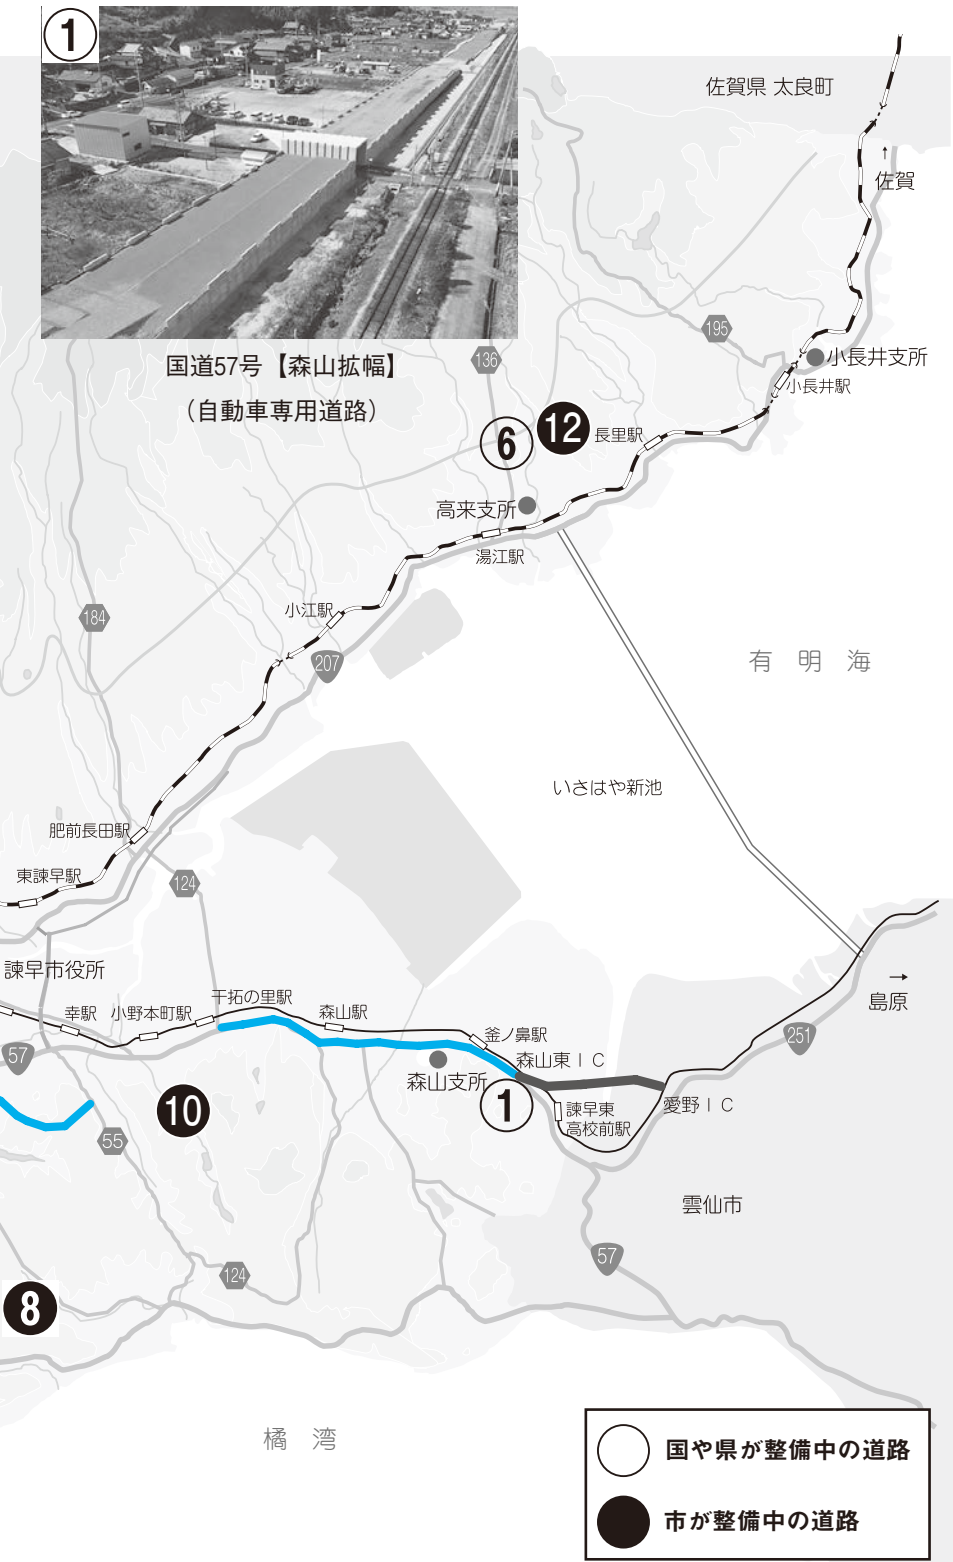 1
佐賀県 太良町
佐賀
195
136
国道57号【森山拡幅】
（自動車専用道路）
小長井支所
小長井駅
6
12
長里駅
高来支所
湯江駅
小江駅
184
207
有 明 海
いさはや新池
肥前長田駅
東諫早駅
124
諫早市役所
幸駅
小野本町駅
干拓の里駅
森山駅
釜ノ鼻駅
島原
251
57
森山東ＩＣ
森山支所
10
1
諫早東
高校前駅
愛野ＩＣ
55
雲仙市
57
124
8
橘 湾
国や県が整備中の道路
市が整備中の道路